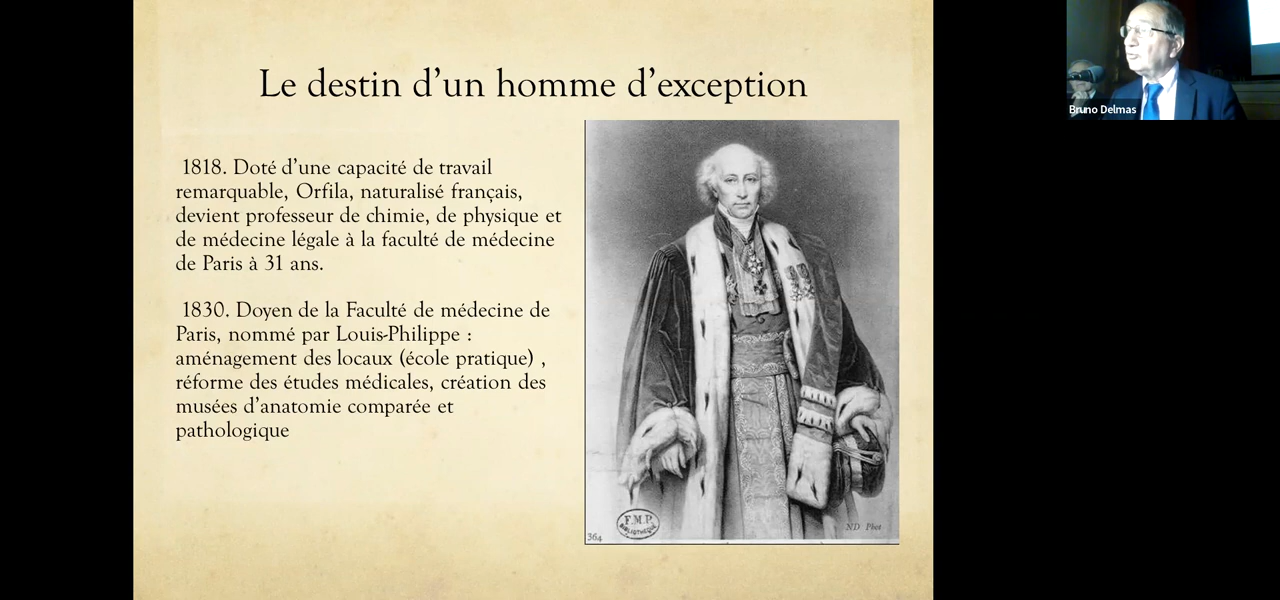 Le destin d'un homme d'exception
1818. Doté d'une capacité de travail
remarquable, Orfila, naturalisé français,
devient professeur de chimie, de physique et
de médecine légale à la faculté de médecine
de Paris à 31 ans.
1830. Doyen de la Faculté de médecine de
Paris, nommé par Louis-Philippe :
aménagement des locaux (école pratique) ,
réforme des études médicales, création des
musées d'anatomie comparée et
pathologique
F.M.P.
BIBLIOTHEQUE
364
ND Phot
Bruno Delmas